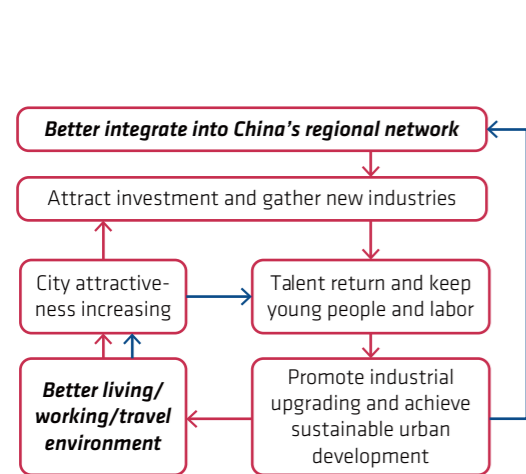 Better integrate into China's regional network
Attract investment and gather new industries
City attractive-
ness increasing
Talent return and keep
young people and labor
Better living/
working/travel
environment
Promote industrial
upgrading and achieve
sustainable urban
development